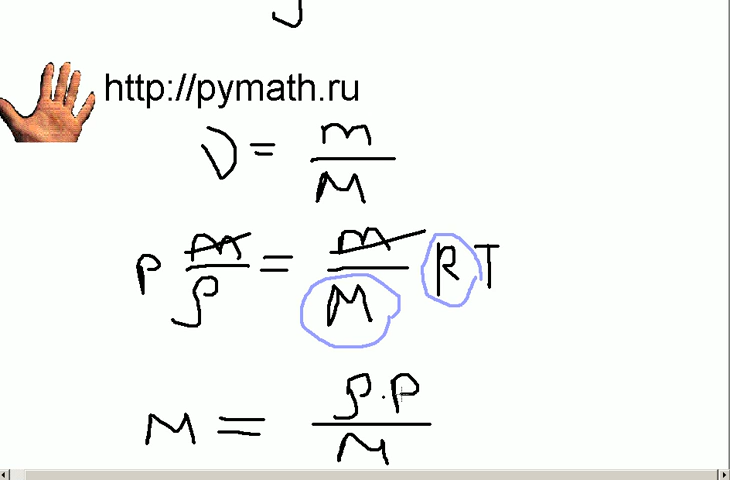 http://pymath.ru
ν = m/M
p m/ρ = m/M RT
M = ρ·p/M